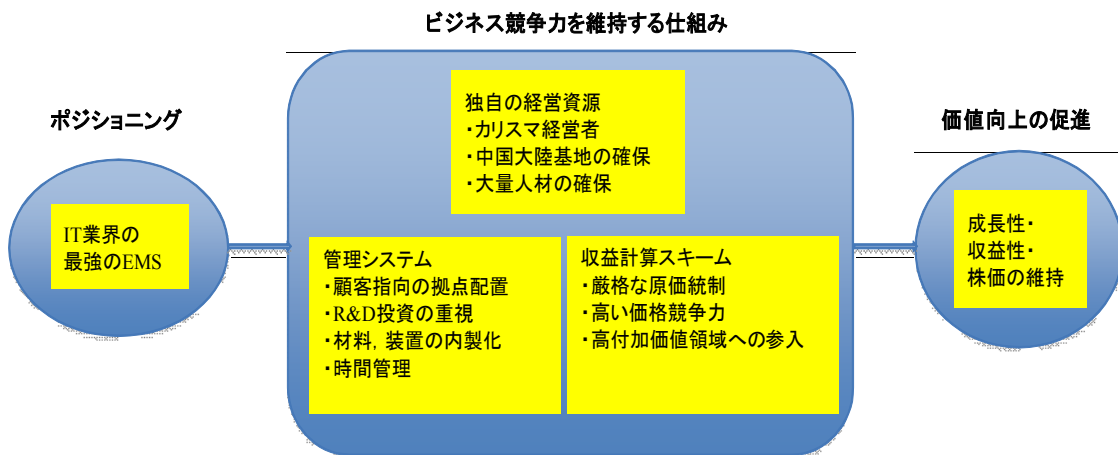 ビジネス競争力を維持する仕組み
ポジショニング
IT業界の
最強のEMS
独自の経営資源
・カリスマ経営者
・中国大陸基地の確保
・大量人材の確保
管理システム
・顧客指向の拠点配置
・R&D投資の重視
・材料，装置の内製化
・時間管理
収益計算スキーム
・厳格な原価統制
・高い価格競争力
・高付加価値領域への参入
価値向上の促進
成長性・
収益性・
株価の維持